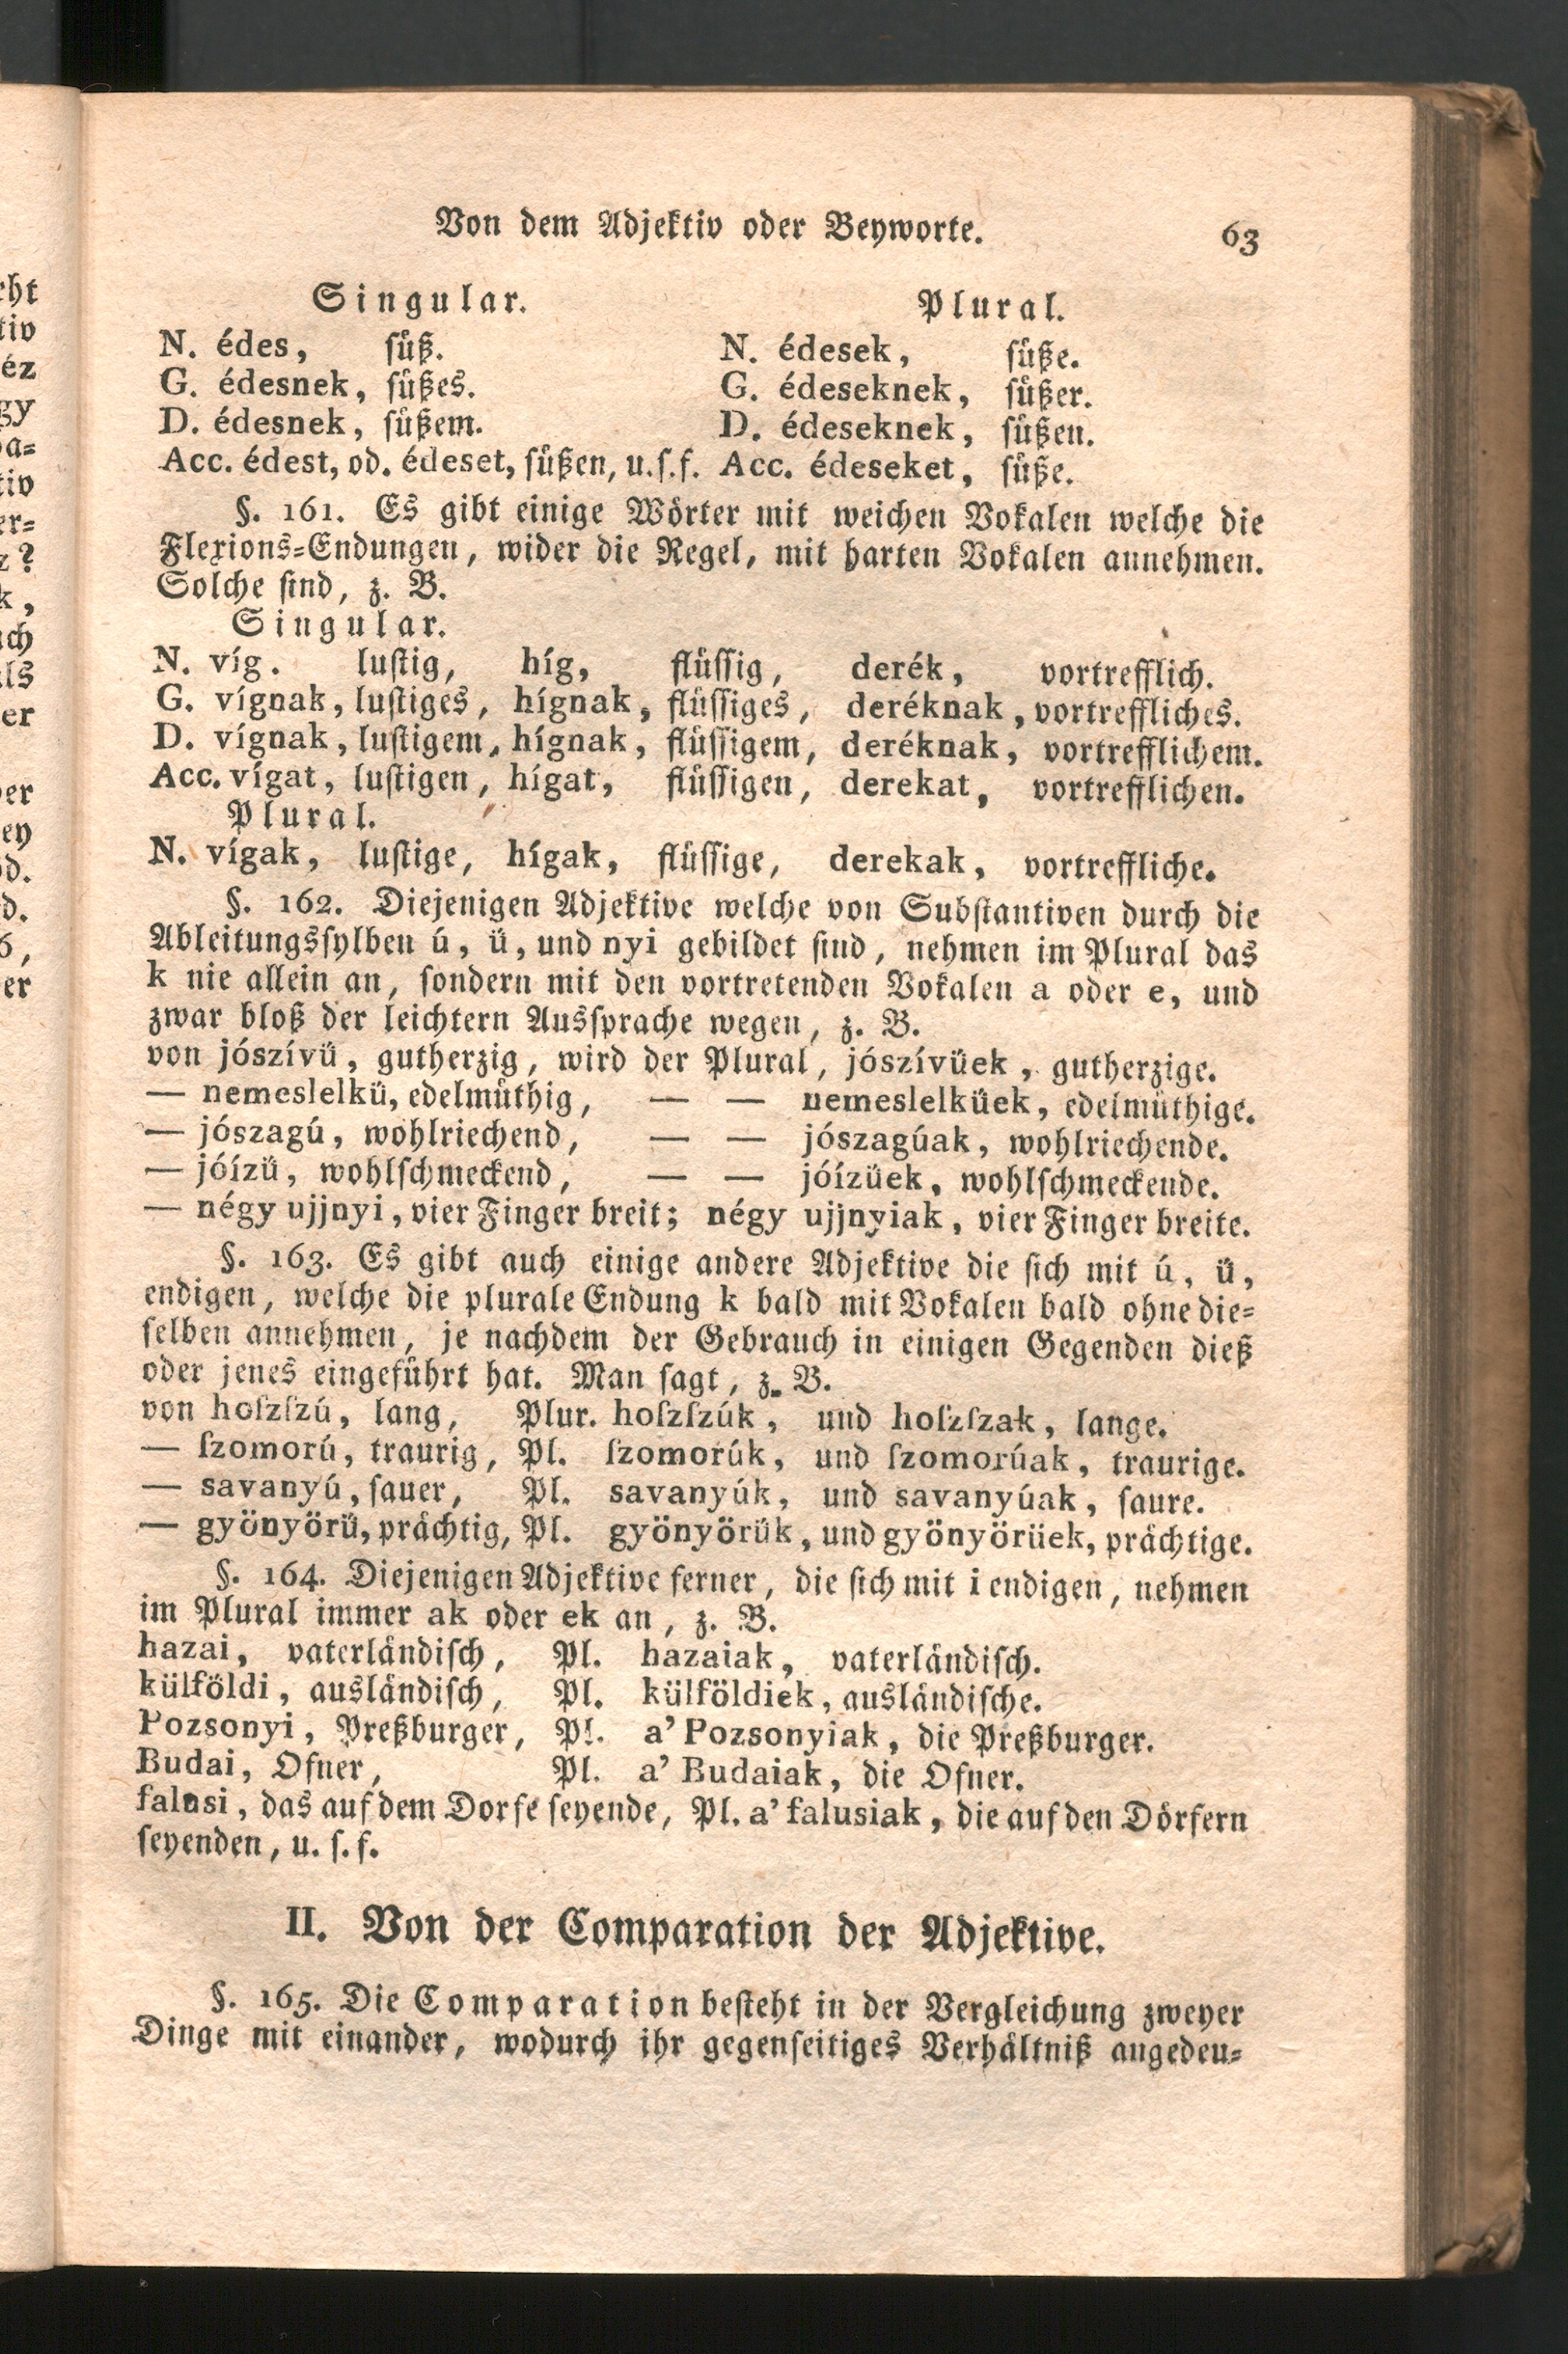 Von dem Adjektiv oder Beyworte. 63
Singular. Plural.
N. édes, süß. N. édesek, süße.
G. édesnek, süßes. G. édeseknek, süßer.
D. édesnek, süßem. D. édeseknek, süßen.
Acc. édest, od. édeset, süßen, u.s.f. Acc. édeseket, süße.
§. 161. Es gibt einige Wörter mit weichen Vokalen welche die
Flexions-Endungen, wider die Regel, mit harten Vokalen annehmen.
Solche sind, z. B.
Singular.
N. víg. lustig, híg, flüssig, derék, vortrefflich.
G. vígnak, lustiges, hígnak, flüssiges, deréknak, vortreffliches.
D. vígnak, lustigem, hígnak, flüssigem, deréknak, vortrefflichem.
Acc. vígat, lustigen, hígat, flüssigen, derekat, vortrefflichen.
Plural.
N. vígak, lustige, hígak, flüssige, derekak, vortreffliche.
§. 162. Diejenigen Adjektive welche von Substantiven durch die
Ableitungssylben ú, ü, und nyi gebildet sind, nehmen im Plural das
k nie allein an, sondern mit den vortretenden Vokalen a oder e, und
zwar bloß der leichtern Aussprache wegen, z. B.
von jószívü, gutherzig, wird der Plural, jószívüek, gutherzige.
— nemeslelkü, edelmüthig, — — nemeslelküek, edelmüthige.
— jószagú, wohlriechend, — — jószagúak, wohlriechende.
— jóízü, wohlschmeckend, — — jóízüek, wohlschmeckende.
— négy ujjnyi, vier Finger breit; négy ujjnyiak, vier Finger breite.
§. 163. Es gibt auch einige andere Adjektive die sich mit ú, ü,
endigen, welche die plurale Endung k bald mit Vokalen bald ohne die-
selben annehmen, je nachdem der Gebrauch in einigen Gegenden dieß
oder jenes eingeführt hat. Man sagt, z. B.
von hoſzſzú, lang, Plur. hoſzſzúk, und hoſzſzak, lange.
— ſzomorú, traurig, Pl. ſzomorúk, und ſzomorúak, traurige.
— savanyú, sauer, Pl. savanyúk, und savanyúak, saure.
— gyönyörü, prächtig, Pl. gyönyörük, und gyönyörüek, prächtige.
§. 164. Diejenigen Adjektive ferner, die sich mit i endigen, nehmen
im Plural immer ak oder ek an, z. B.
hazai, vaterländisch, Pl. hazaiak, vaterländisch.
külföldi, ausländisch, Pl. külföldiek, ausländische.
Pozsonyi, Preßburger, Pl. a' Pozsonyiak, die Preßburger.
Budai, Ofner, Pl. a' Budaiak, die Ofner.
falusi, das auf dem Dorfe seyende, Pl. a' falusiak, die auf den Dörfern
seyenden, u. s. f.
II. Von der Comparation der Adjektive.
§. 165. Die Comparation besteht in der Vergleichung zweyer
Dinge mit einander, wodurch ihr gegenseitiges Verhältniß angedeu-